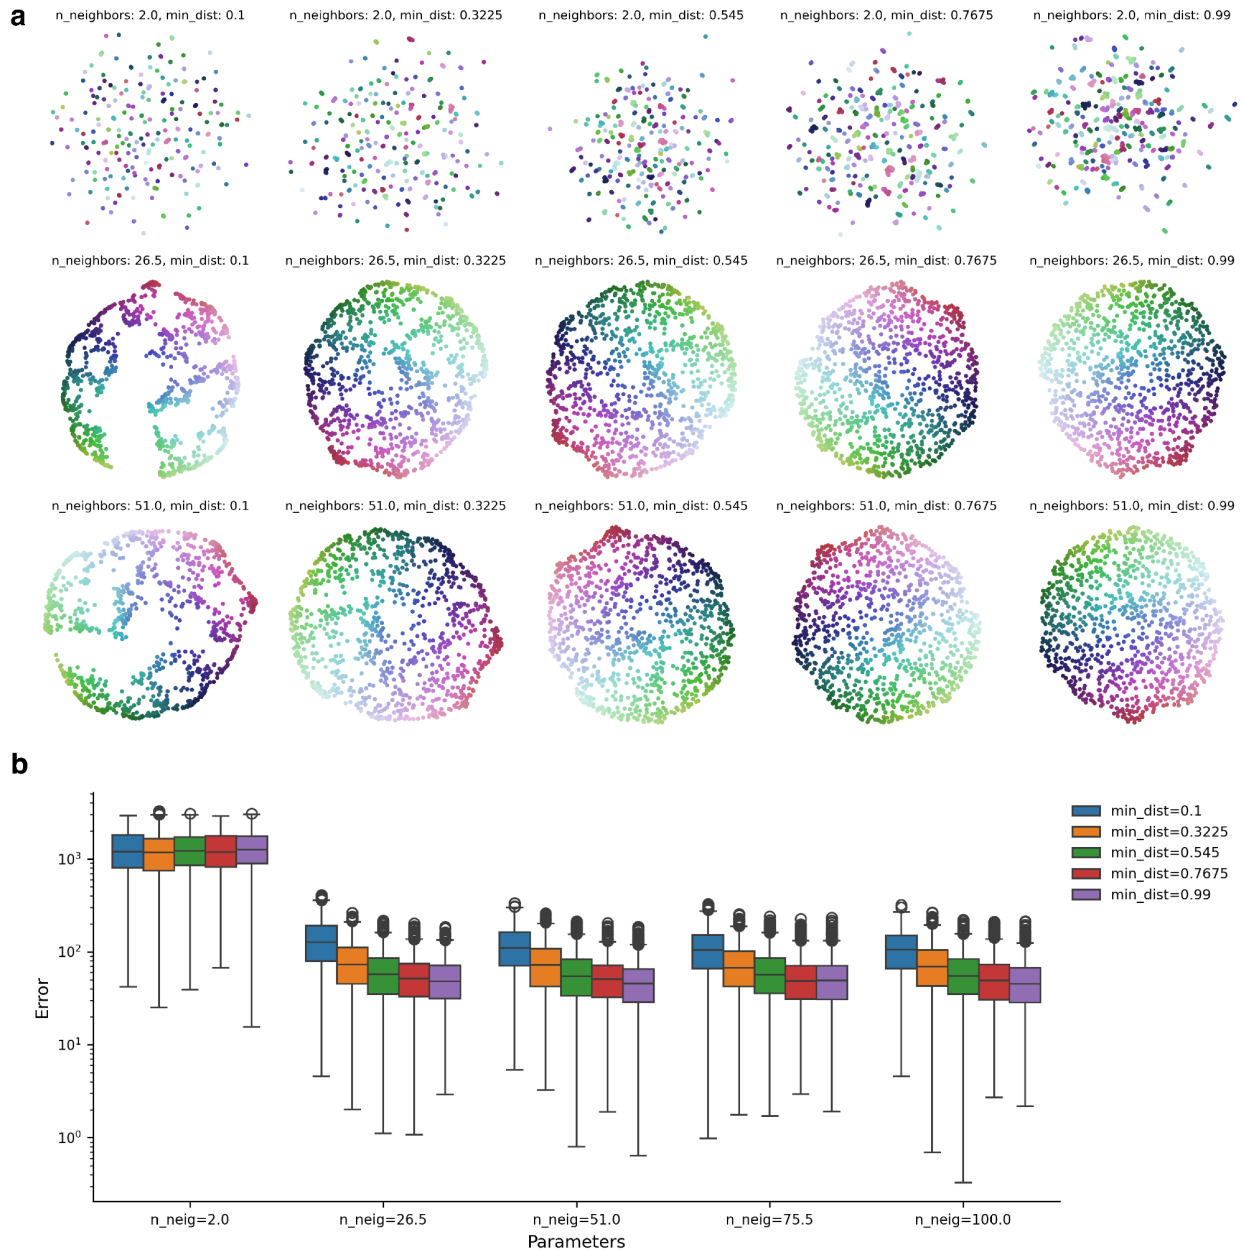 a
n_neighbors: 2.0, min_dist: 0.1
n_neighbors: 2.0, min_dist: 0.3225
n_neighbors: 2.0, min_dist: 0.545
n_neighbors: 2.0, min_dist: 0.7675
n_neighbors: 2.0, min_dist: 0.99
n_neighbors: 26.5, min_dist: 0.1
n_neighbors: 26.5, min_dist: 0.3225
n_neighbors: 26.5, min_dist: 0.545
n_neighbors: 26.5, min_dist: 0.7675
n_neighbors: 26.5, min_dist: 0.99
n_neighbors: 51.0, min_dist: 0.1
n_neighbors: 51.0, min_dist: 0.3225
n_neighbors: 51.0, min_dist: 0.545
n_neighbors: 51.0, min_dist: 0.7675
n_neighbors: 51.0, min_dist: 0.99
b
min_dist=0.1
min_dist=0.3225
min_dist=0.545
min_dist=0.7675
min_dist=0.99
10³
10²
10¹
10⁰
Error
n_neig=2.0
n_neig=26.5
n_neig=51.0
n_neig=75.5
n_neig=100.0
Parameters